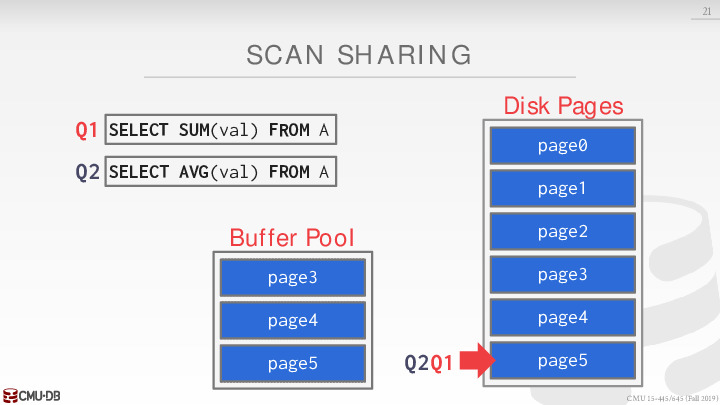 21
SCAN SHARING
Q1 SELECT SUM(val) FROM A
Q2 SELECT AVG(val) FROM A
Buffer Pool
page3
page4
page5
Disk Pages
page0
page1
page2
page3
page4
page5
Q2Q1
CMU·DB
CMU 15-445/645 (Fall 2019)